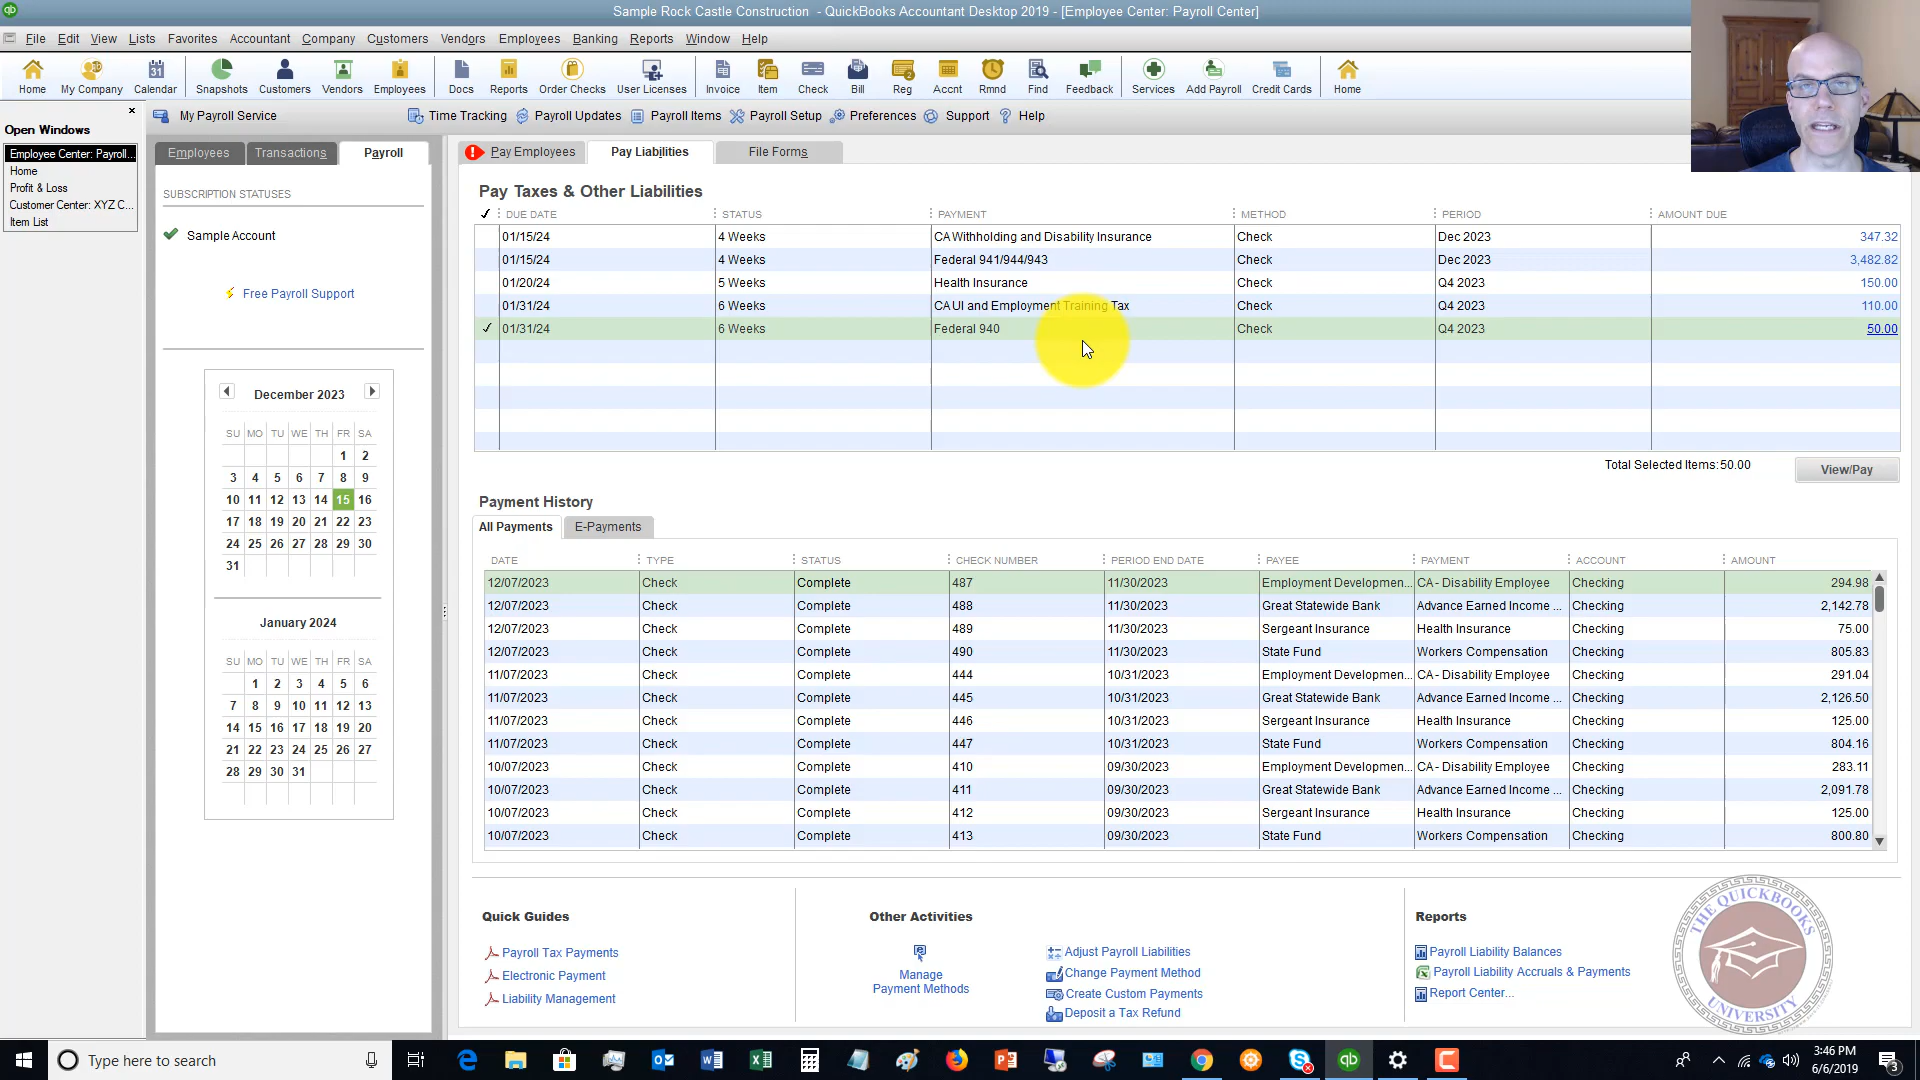 Sample Rock Castle Construction - QuickBooks Accountant Desktop 2019 - [Employee Center: Payroll Center]
File Edit View Lists Favorites Accountant Company Customers Vendors Employees Banking Reports Window Help
Home My Company Calendar Snapshots Customers Vendors Employees Docs Reports Order Checks User Licenses Invoice Item Check Bill Reg Accnt Rmnd Find Feedback Services Add Payroll Credit Cards Home
My Payroll Service Time Tracking Payroll Updates Payroll Items Payroll Setup Preferences Support Help
Open Windows
Employee Center: Payroll...
Home
Profit & Loss
Customer Center: XYZ C...
Item List
Employees Transactions Payroll
SUBSCRIPTION STATUSES
Sample Account
Free Payroll Support
December 2023
SU MO TU WE TH FR SA
1 2
3 4 5 6 7 8 9
10 11 12 13 14 15 16
17 18 19 20 21 22 23
24 25 26 27 28 29 30
31
January 2024
SU MO TU WE TH FR SA
1 2 3 4 5 6
7 8 9 10 11 12 13
14 15 16 17 18 19 20
21 22 23 24 25 26 27
28 29 30 31
Pay Employees Pay Liabilities File Forms
Pay Taxes & Other Liabilities
DUE DATE STATUS PAYMENT METHOD PERIOD AMOUNT DUE
01/15/24 4 Weeks CA Withholding and Disability Insurance Check Dec 2023 347.32
01/15/24 4 Weeks Federal 941/944/943 Check Dec 2023 3,482.82
01/20/24 5 Weeks Health Insurance Check Q4 2023 150.00
01/31/24 6 Weeks CA UI and Employment Training Tax Check Q4 2023 110.00
01/31/24 6 Weeks Federal 940 Check Q4 2023 50.00
Total Selected Items: 50.00 View/Pay
Payment History
All Payments E-Payments
DATE TYPE STATUS CHECK NUMBER PERIOD END DATE PAYEE PAYMENT ACCOUNT AMOUNT
12/07/2023 Check Complete 487 11/30/2023 Employment Developmen... CA - Disability Employee Checking 294.98
12/07/2023 Check Complete 488 11/30/2023 Great Statewide Bank Advance Earned Income ... Checking 2,142.78
12/07/2023 Check Complete 489 11/30/2023 Sergeant Insurance Health Insurance Checking 75.00
12/07/2023 Check Complete 490 11/30/2023 State Fund Workers Compensation Checking 805.83
11/07/2023 Check Complete 444 10/31/2023 Employment Developmen... CA - Disability Employee Checking 291.04
11/07/2023 Check Complete 445 10/31/2023 Great Statewide Bank Advance Earned Income ... Checking 2,126.50
11/07/2023 Check Complete 446 10/31/2023 Sergeant Insurance Health Insurance Checking 125.00
11/07/2023 Check Complete 447 10/31/2023 State Fund Workers Compensation Checking 804.16
10/07/2023 Check Complete 410 09/30/2023 Employment Developmen... CA - Disability Employee Checking 283.11
10/07/2023 Check Complete 411 09/30/2023 Great Statewide Bank Advance Earned Income ... Checking 2,091.78
10/07/2023 Check Complete 412 09/30/2023 Sergeant Insurance Health Insurance Checking 125.00
10/07/2023 Check Complete 413 09/30/2023 State Fund Workers Compensation Checking 800.80
Quick Guides
Payroll Tax Payments
Electronic Payment
Liability Management
Other Activities
Manage
Payment Methods
Adjust Payroll Liabilities
Change Payment Method
Create Custom Payments
Deposit a Tax Refund
Reports
Payroll Liability Balances
Payroll Liability Accruals & Payments
Report Center...
THE QUICKBOOKS
UNIVERSITY
Type here to search
3:46 PM
6/6/2019
3